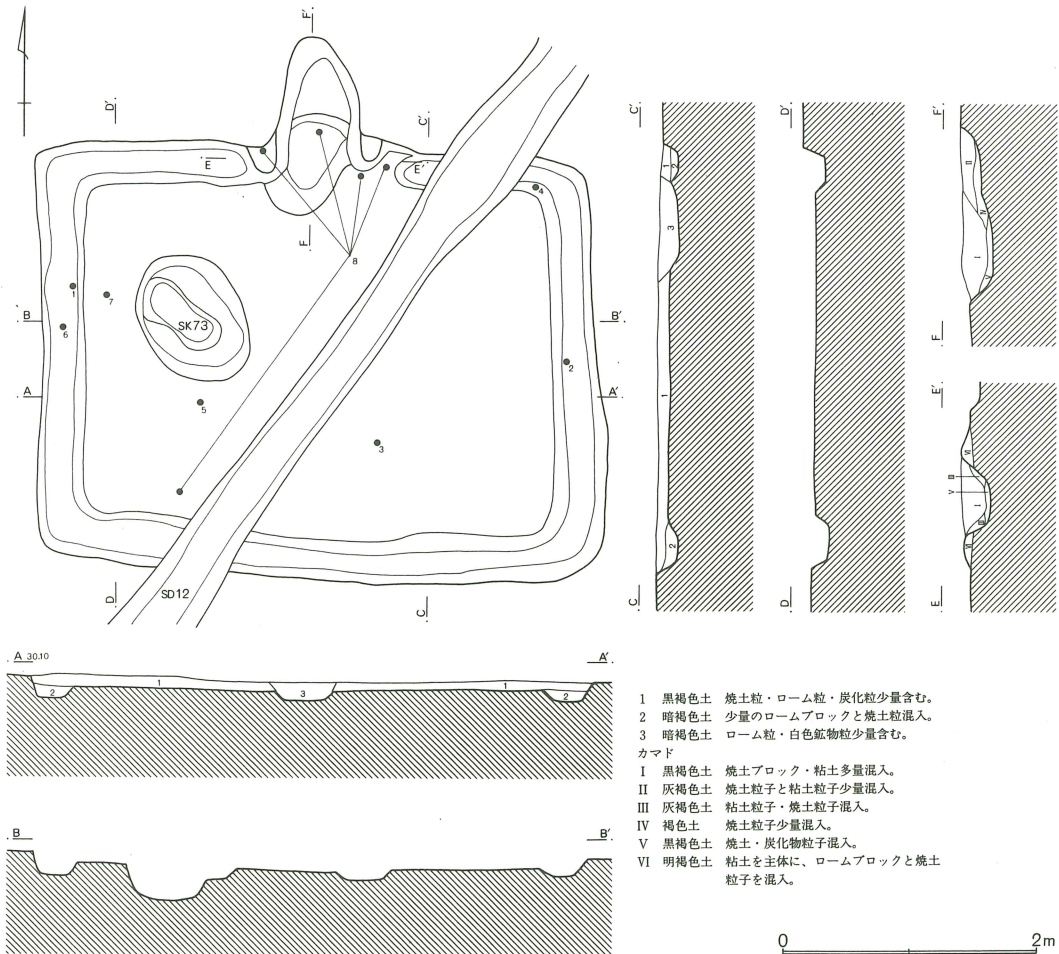 F'
D'
C'
E
E'
4
F
8
1
7
SK73
6
B
B'
2
A
A'
5
3
SD12
D
C
C'
1
2
3
1
2
C
D'
D
F'
II
IV
I
V
F
E'
VI
III
V
I
III
VI
E
A 30.10
A'
2
1
3
1
2
B
B'
1 黒褐色土 焼土粒・ローム粒・炭化粒少量含む。
2 暗褐色土 少量のロームブロックと焼土粒混入。
3 暗褐色土 ローム粒・白色鉱物粒少量含む。
カマド
I 黒褐色土 焼土ブロック・粘土多量混入。
II 灰褐色土 焼土粒子と粘土粒子少量混入。
III 灰褐色土 粘土粒子・焼土粒子混入。
IV 褐色土 焼土粒子少量混入。
V 黒褐色土 焼土・炭化物粒子混入。
VI 明褐色土 粘土を主体に、ロームブロックと焼土
粒子を混入。
0 2m